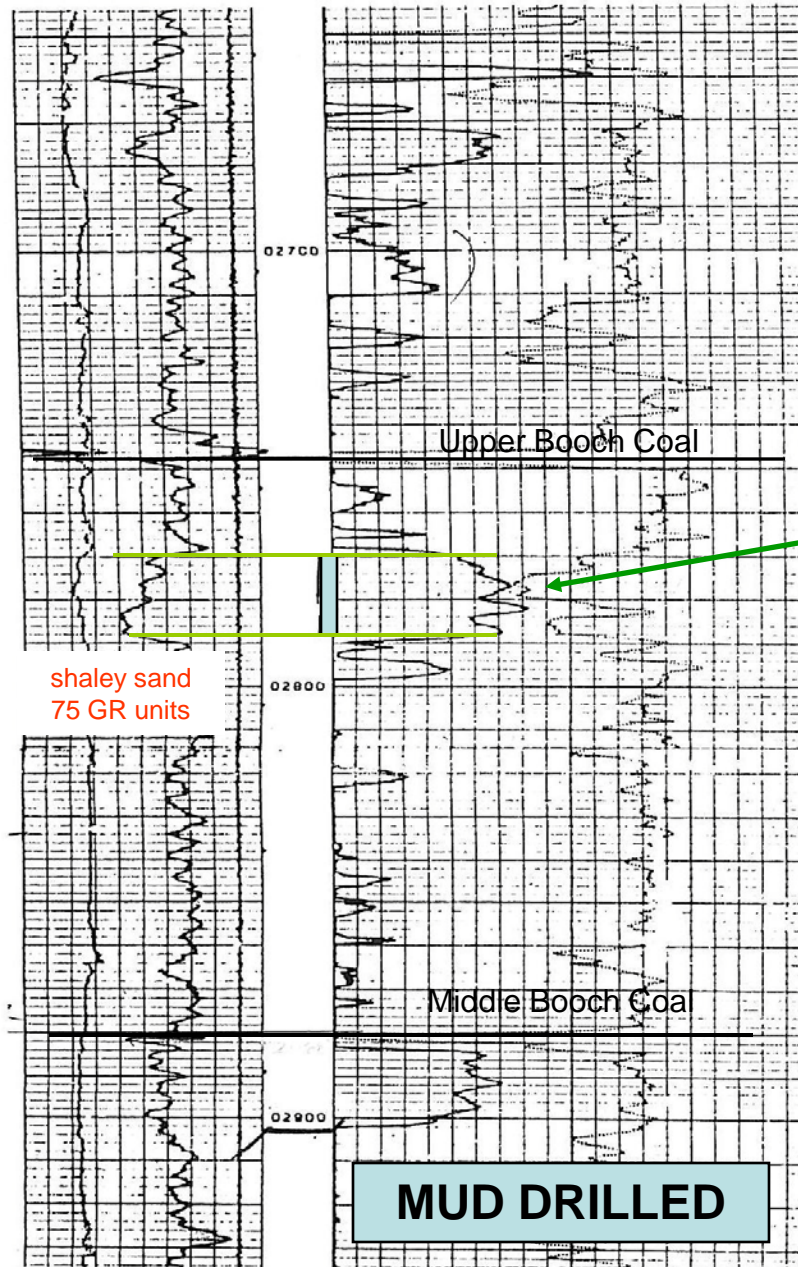 02700
Upper Booch Coal
shaley sand
75 GR units
02800
Middle Booch Coal
02900
MUD DRILLED